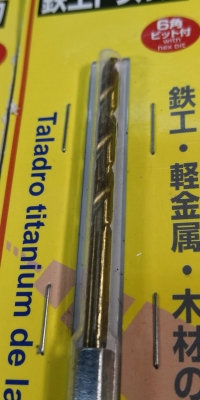 鉄工ドリル
6角
ビット付
with
hex bit
鉄工・軽金属・木材の
Taladro titanium de la